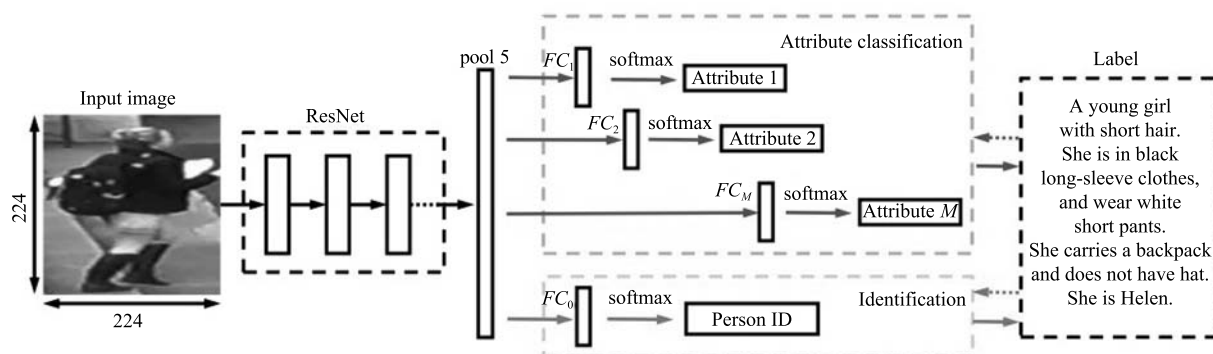 Input image
224
224
ResNet
pool 5
Attribute classification
FC1
softmax
Attribute 1
FC2
softmax
Attribute 2
FCM
softmax
Attribute M
Identification
FC0
softmax
Person ID
Label
A young girl
with short hair.
She is in black
long-sleeve clothes,
and wear white
short pants.
She carries a backpack
and does not have hat.
She is Helen.